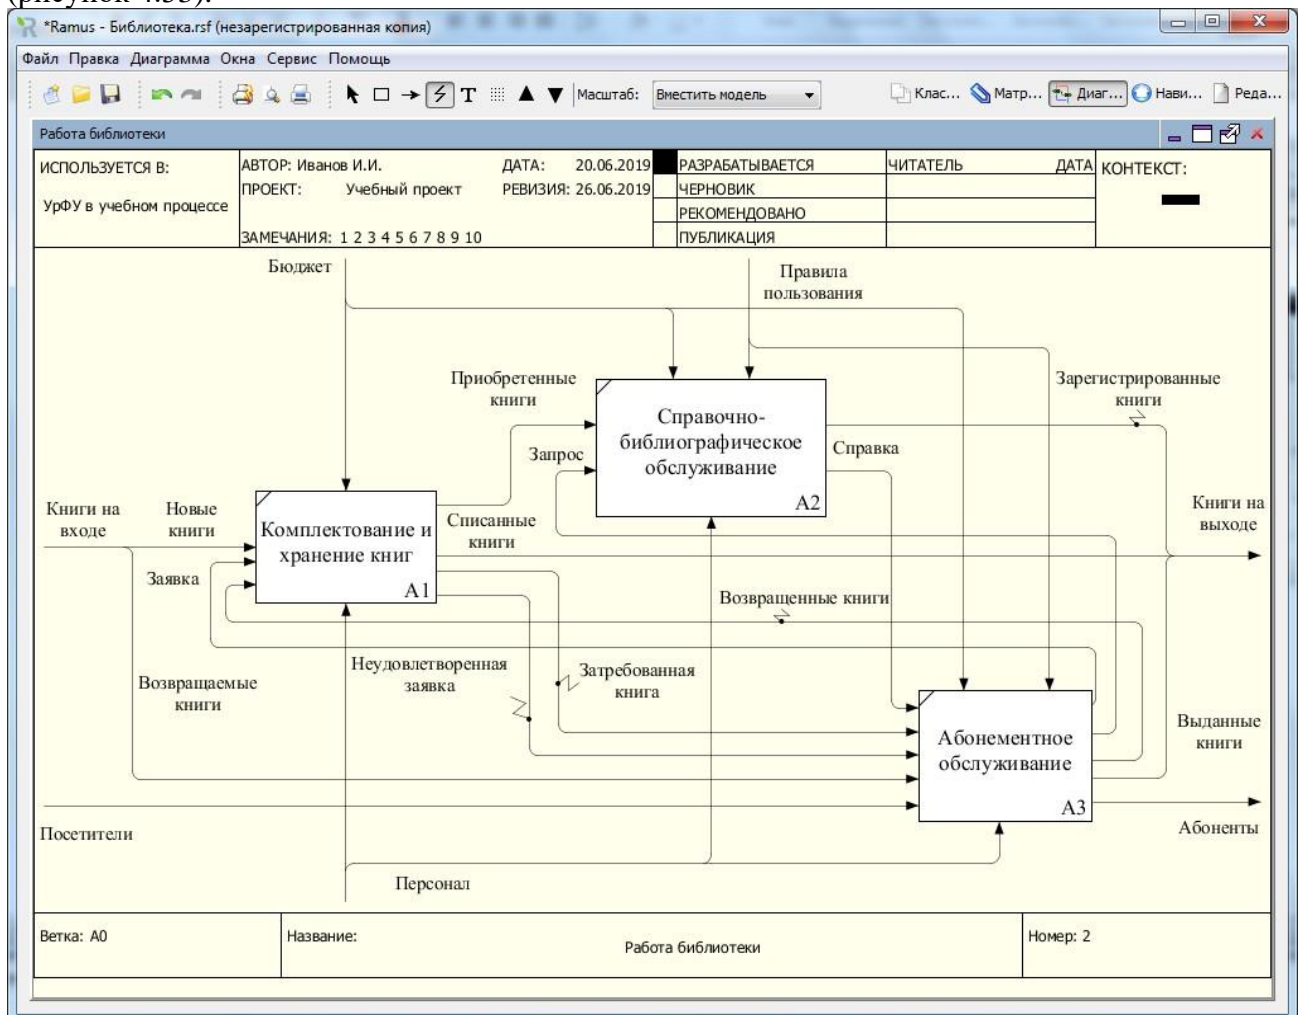 (рисунок 4.33).
*Ramus - Библиотека.rsf (незарегистрированная копия)
Файл Правка Диаграмма Окна Сервис Помощь
Масштаб: Вместить модель Клас... Матр... Диаг... Нави... Реда...
Работа библиотеки
ИСПОЛЬЗУЕТСЯ В:
УрФУ в учебном процессе
АВТОР: Иванов И.И.
ДАТА: 20.06.2019
ПРОЕКТ: Учебный проект
РЕВИЗИЯ: 26.06.2019
ЗАМЕЧАНИЯ: 1 2 3 4 5 6 7 8 9 10
РАЗРАБАТЫВАЕТСЯ
ЧЕРНОВИК
РЕКОМЕНДОВАНО
ПУБЛИКАЦИЯ
ЧИТАТЕЛЬ
ДАТА
КОНТЕКСТ:
Бюджет
Правила
пользования
Приобретенные
книги
Зарегистрированные
книги
Справочно-
библиографическое
обслуживание
A2
Запрос
Справка
Книги на
входе
Новые
книги
Комплектование и
хранение книг
A1
Списанные
книги
Книги на
выходе
Заявка
Возвращенные книги
Неудовлетворенная
заявка
Затребованная
книга
Возвращаемые
книги
Абонементное
обслуживание
A3
Выданные
книги
Посетители
Абоненты
Персонал
Ветка: A0
Название:
Работа библиотеки
Номер: 2